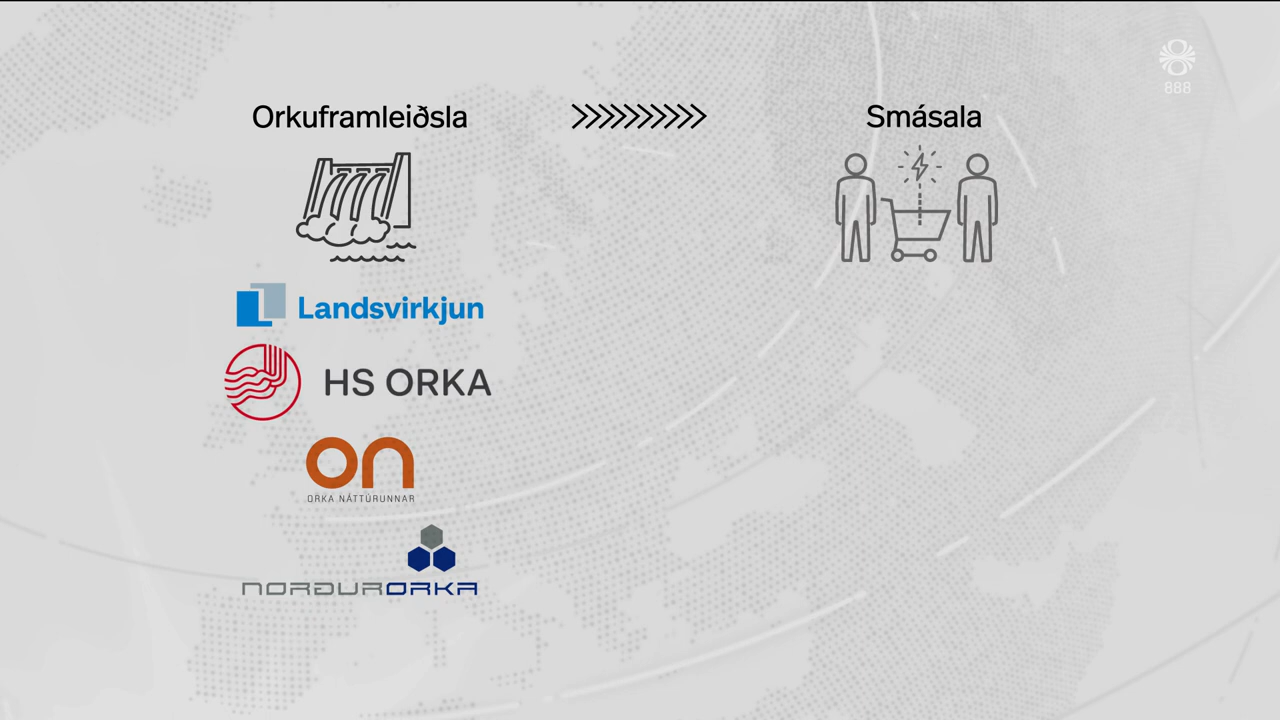 Orkuframleiðsla
Smásala
888
Landsvirkjun
HS ORKA
on
ORKA NÁTTÚRUNNAR
NORÐURORKA